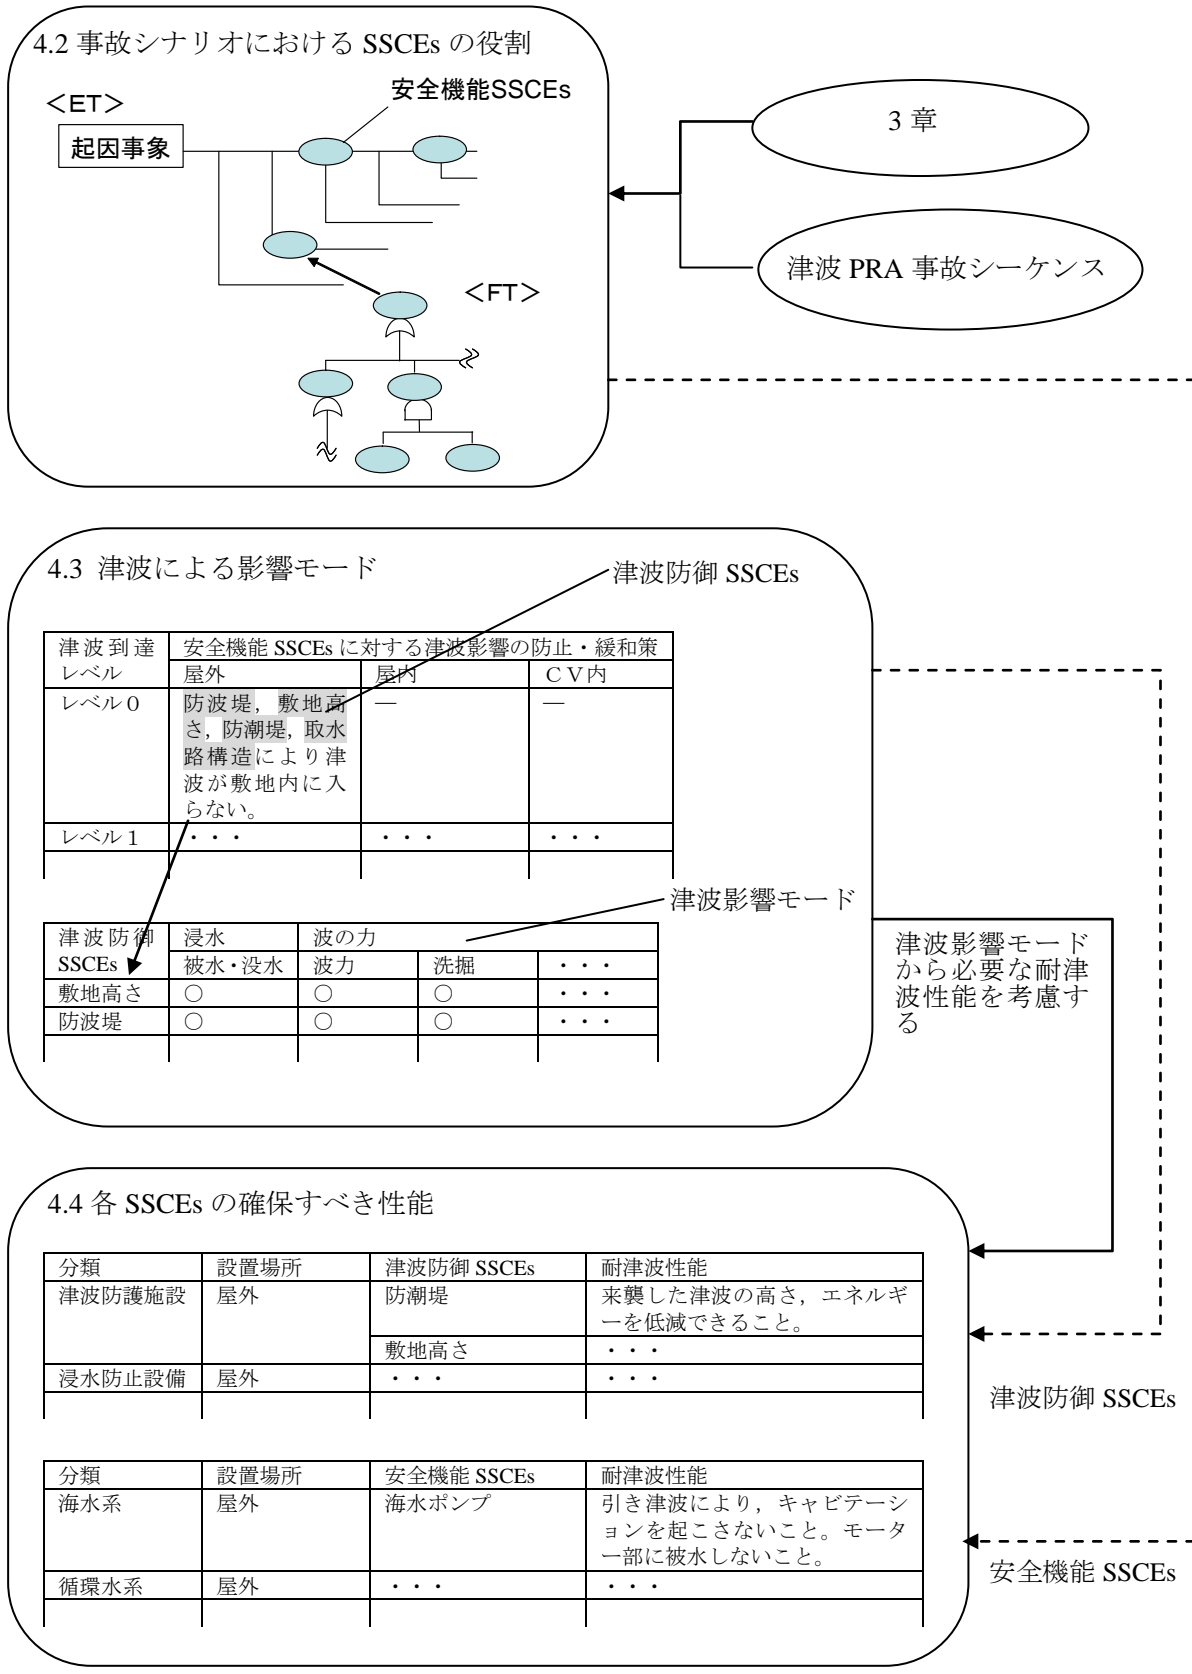 4.2 事故シナリオにおける SSCEs の役割
安全機能SSCEs
＜ET＞
起因事象
＜FT＞
3 章
津波 PRA 事故シーケンス
4.3 津波による影響モード
津波防御 SSCEs
津波到達 安全機能 SSCEs に対する津波影響の防止・緩和策
レベル 屋外 屋内 ＣＶ内
レベル０ 防波堤，敷地高 ― ―
さ，防潮堤，取水
路構造により津
波が敷地内に入
らない。
レベル１ ・・・ ・・・ ・・・
津波影響モード
津波防御 浸水 波の力
SSCEs 被水・没水 波力 洗掘 ・・・
敷地高さ 〇 〇 〇 ・・・
防波堤 〇 〇 〇 ・・・
津波影響モード
から必要な耐津
波性能を考慮す
る
4.4 各 SSCEs の確保すべき性能
分類 設置場所 津波防御 SSCEs 耐津波性能
津波防護施設 屋外 防潮堤 来襲した津波の高さ，エネルギ
ーを低減できること。
敷地高さ ・・・
浸水防止設備 屋外 ・・・ ・・・
津波防御 SSCEs
分類 設置場所 安全機能 SSCEs 耐津波性能
海水系 屋外 海水ポンプ 引き津波により，キャビテーシ
ョンを起こさないこと。モータ
ー部に被水しないこと。
循環水系 屋外 ・・・ ・・・
安全機能 SSCEs